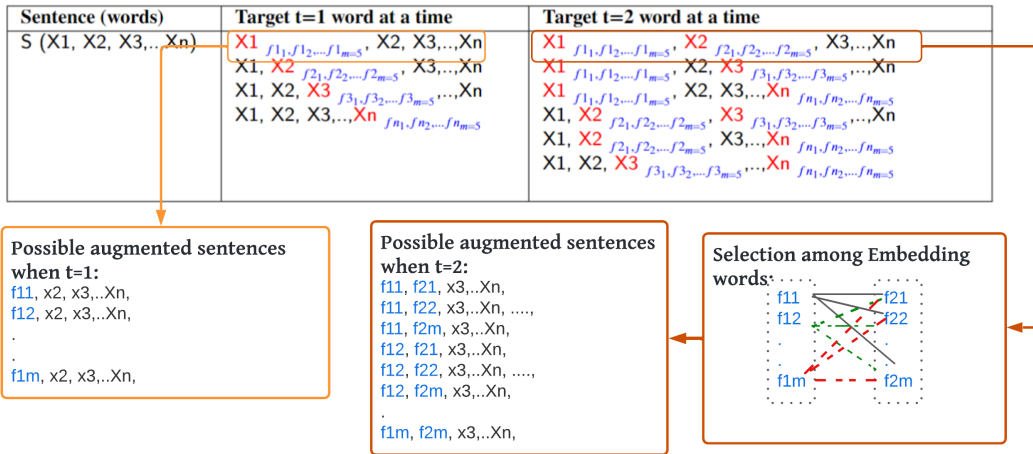 Sentence (words) Target t=1 word at a time Target t=2 word at a time
S (X1, X2, X3,..,Xn) X1 f1₁,f1₂,...f1ₘ₌₅, X2, X3,..,Xn X1 f1₁,f1₂,...f1ₘ₌₅, X2 f2₁,f2₂,...f2ₘ₌₅, X3,..,Xn
X1, X2 f2₁,f2₂,...f2ₘ₌₅, X3,..,Xn X1 f1₁,f1₂,...f1ₘ₌₅, X2, X3 f3₁,f3₂,...f3ₘ₌₅,..,Xn
X1, X2, X3 f3₁,f3₂,...f3ₘ₌₅,..,Xn X1 f1₁,f1₂,...f1ₘ₌₅, X2, X3,..,Xn fn₁,fn₂,...fnₘ₌₅
X1, X2, X3,..,Xn fn₁,fn₂,...fnₘ₌₅ X1, X2 f2₁,f2₂,...f2ₘ₌₅, X3 f3₁,f3₂,...f3ₘ₌₅,..,Xn
X1, X2 f2₁,f2₂,...f2ₘ₌₅, X3,..,Xn fn₁,fn₂,...fnₘ₌₅
X1, X2, X3 f3₁,f3₂,...f3ₘ₌₅,..,Xn fn₁,fn₂,...fnₘ₌₅
Possible augmented sentences
when t=1:
f11, x2, x3,..Xn,
f12, x2, x3,..Xn,
.
.
f1m, x2, x3,..Xn,
Possible augmented sentences
when t=2:
f11, f21, x3,..Xn,
f11, f22, x3,..Xn, ....,
f11, f2m, x3,..Xn,
f12, f21, x3,..Xn,
f12, f22, x3,..Xn, ....,
f12, f2m, x3,..Xn,
.
f1m, f2m, x3,..Xn,
Selection among Embedding
words:
f11 f21
f12 f22
. .
. .
f1m f2m